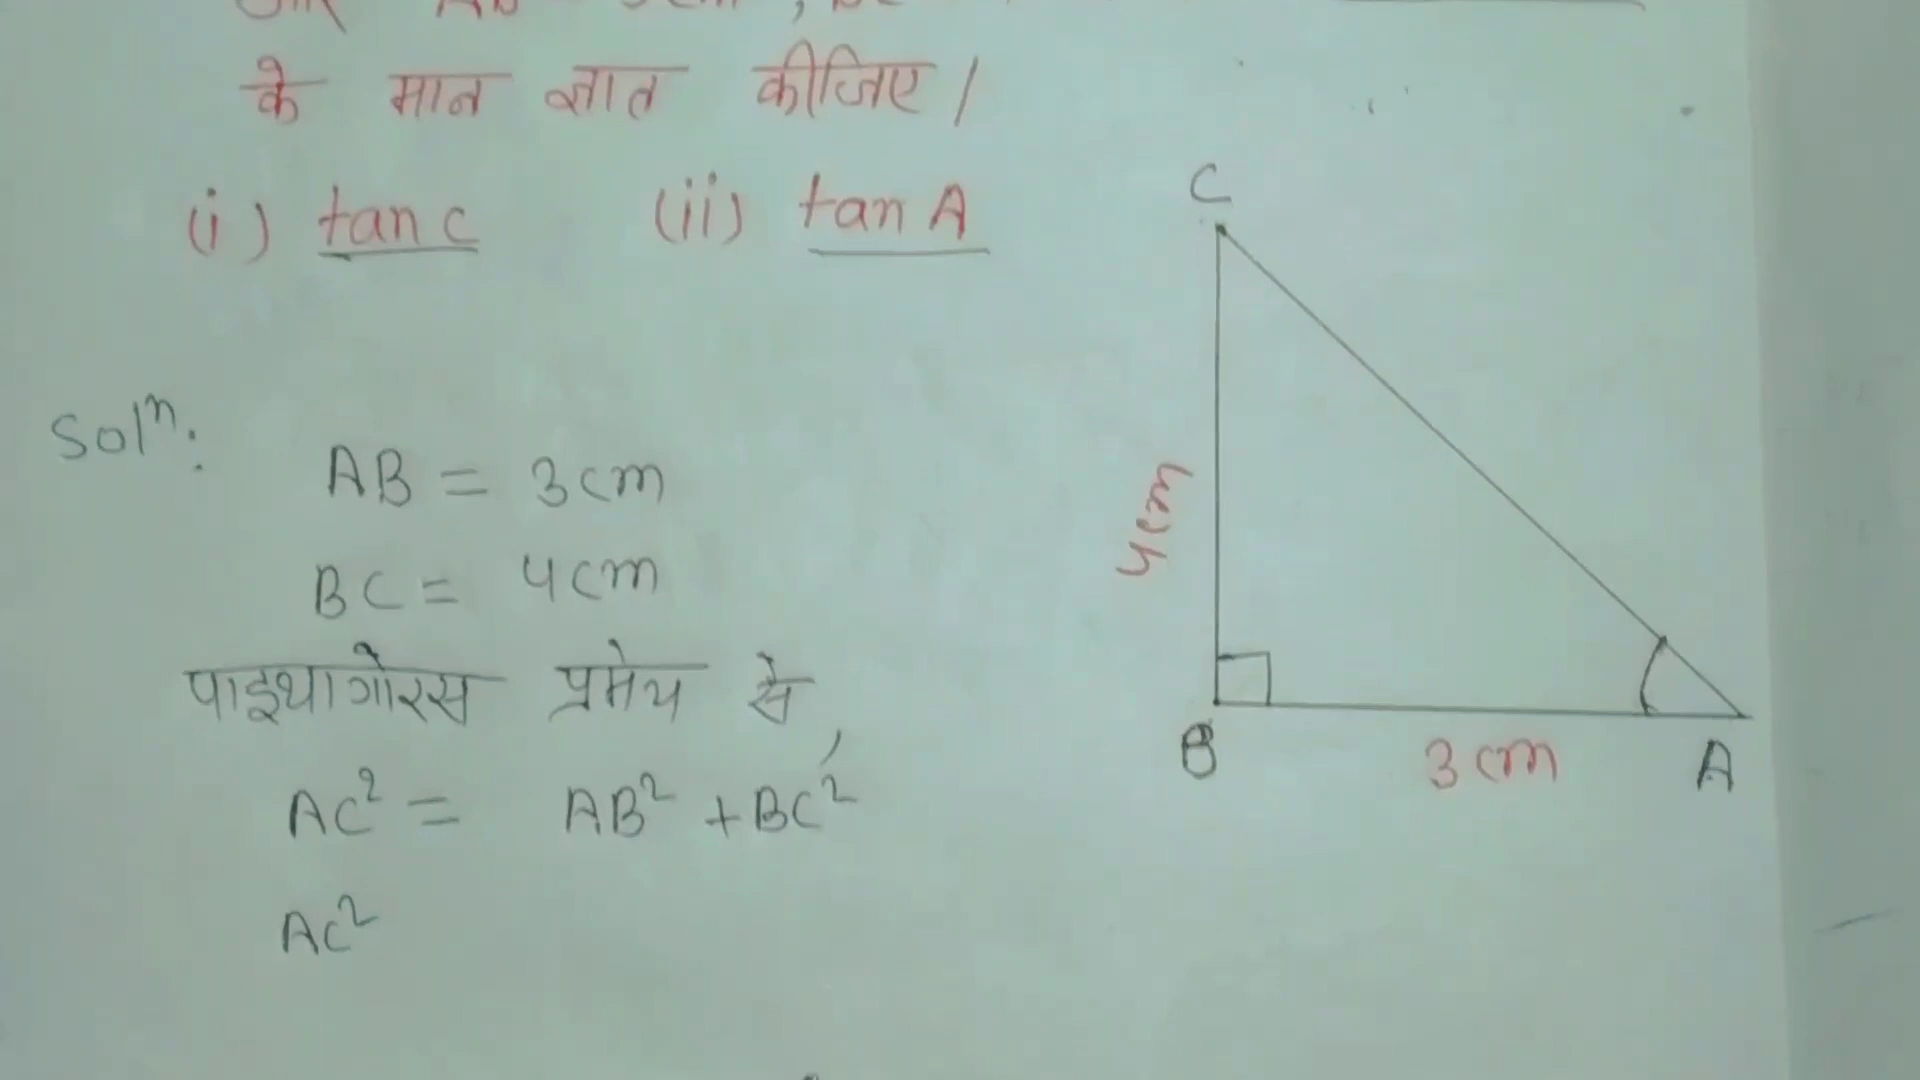 के मान ज्ञात कीजिए।
(i) tan C (ii) tan A
Solⁿ:
AB = 3cm
BC = 4cm
पाइथागोरस प्रमेय से,
AC² = AB² + BC²
AC²
C
4cm
B
3cm
A